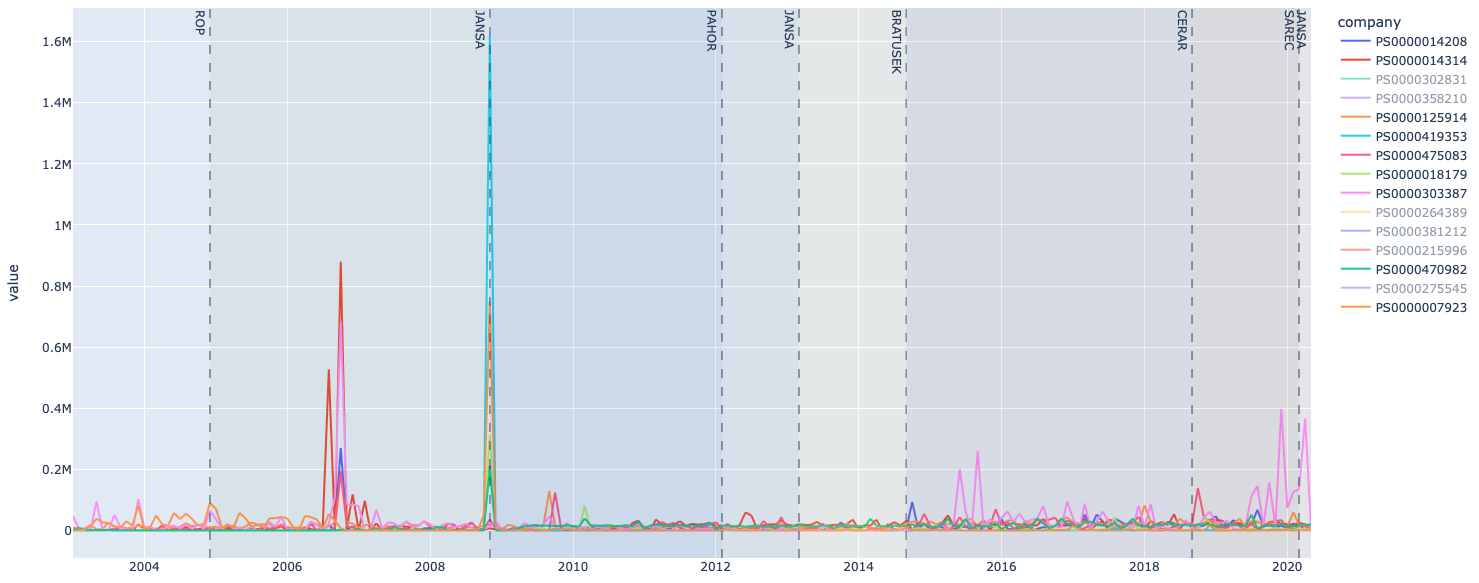 ROP
JANSA
PAHOR
JANSA
BRATUSEK
CERAR
SAREC
JANSA
value
1.6M
1.4M
1.2M
1M
0.8M
0.6M
0.4M
0.2M
0
2004
2006
2008
2010
2012
2014
2016
2018
2020
company
PS0000014208
PS0000014314
PS0000302831
PS0000358210
PS0000125914
PS0000419353
PS0000475083
PS0000018179
PS0000303387
PS0000264389
PS0000381212
PS0000215996
PS0000470982
PS0000275545
PS0000007923